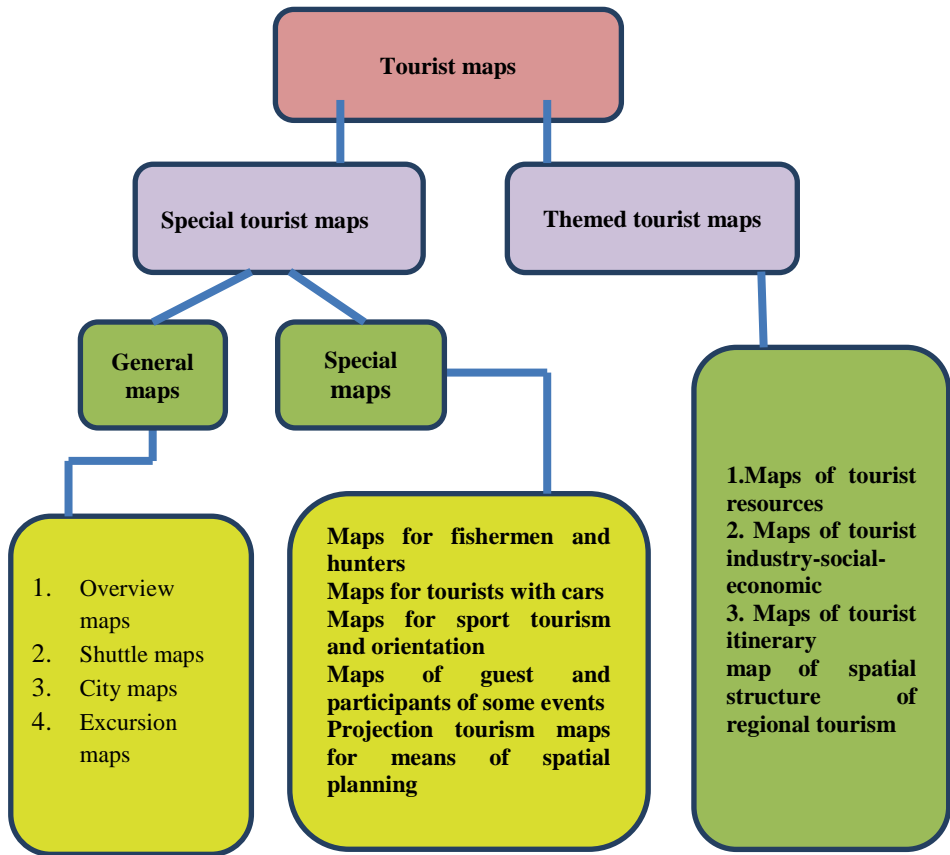 Tourist maps
Special tourist maps
Themed tourist maps
General
maps
Special
maps
1. Overview
maps
2. Shuttle maps
3. City maps
4. Excursion
maps
Maps for fishermen and
hunters
Maps for tourists with cars
Maps for sport tourism
and orientation
Maps of guest and
participants of some events
Projection tourism maps
for means of spatial
planning
1.Maps of tourist
resources
2. Maps of tourist
industry-social-
economic
3. Maps of tourist
itinerary
map of spatial
structure of
regional tourism